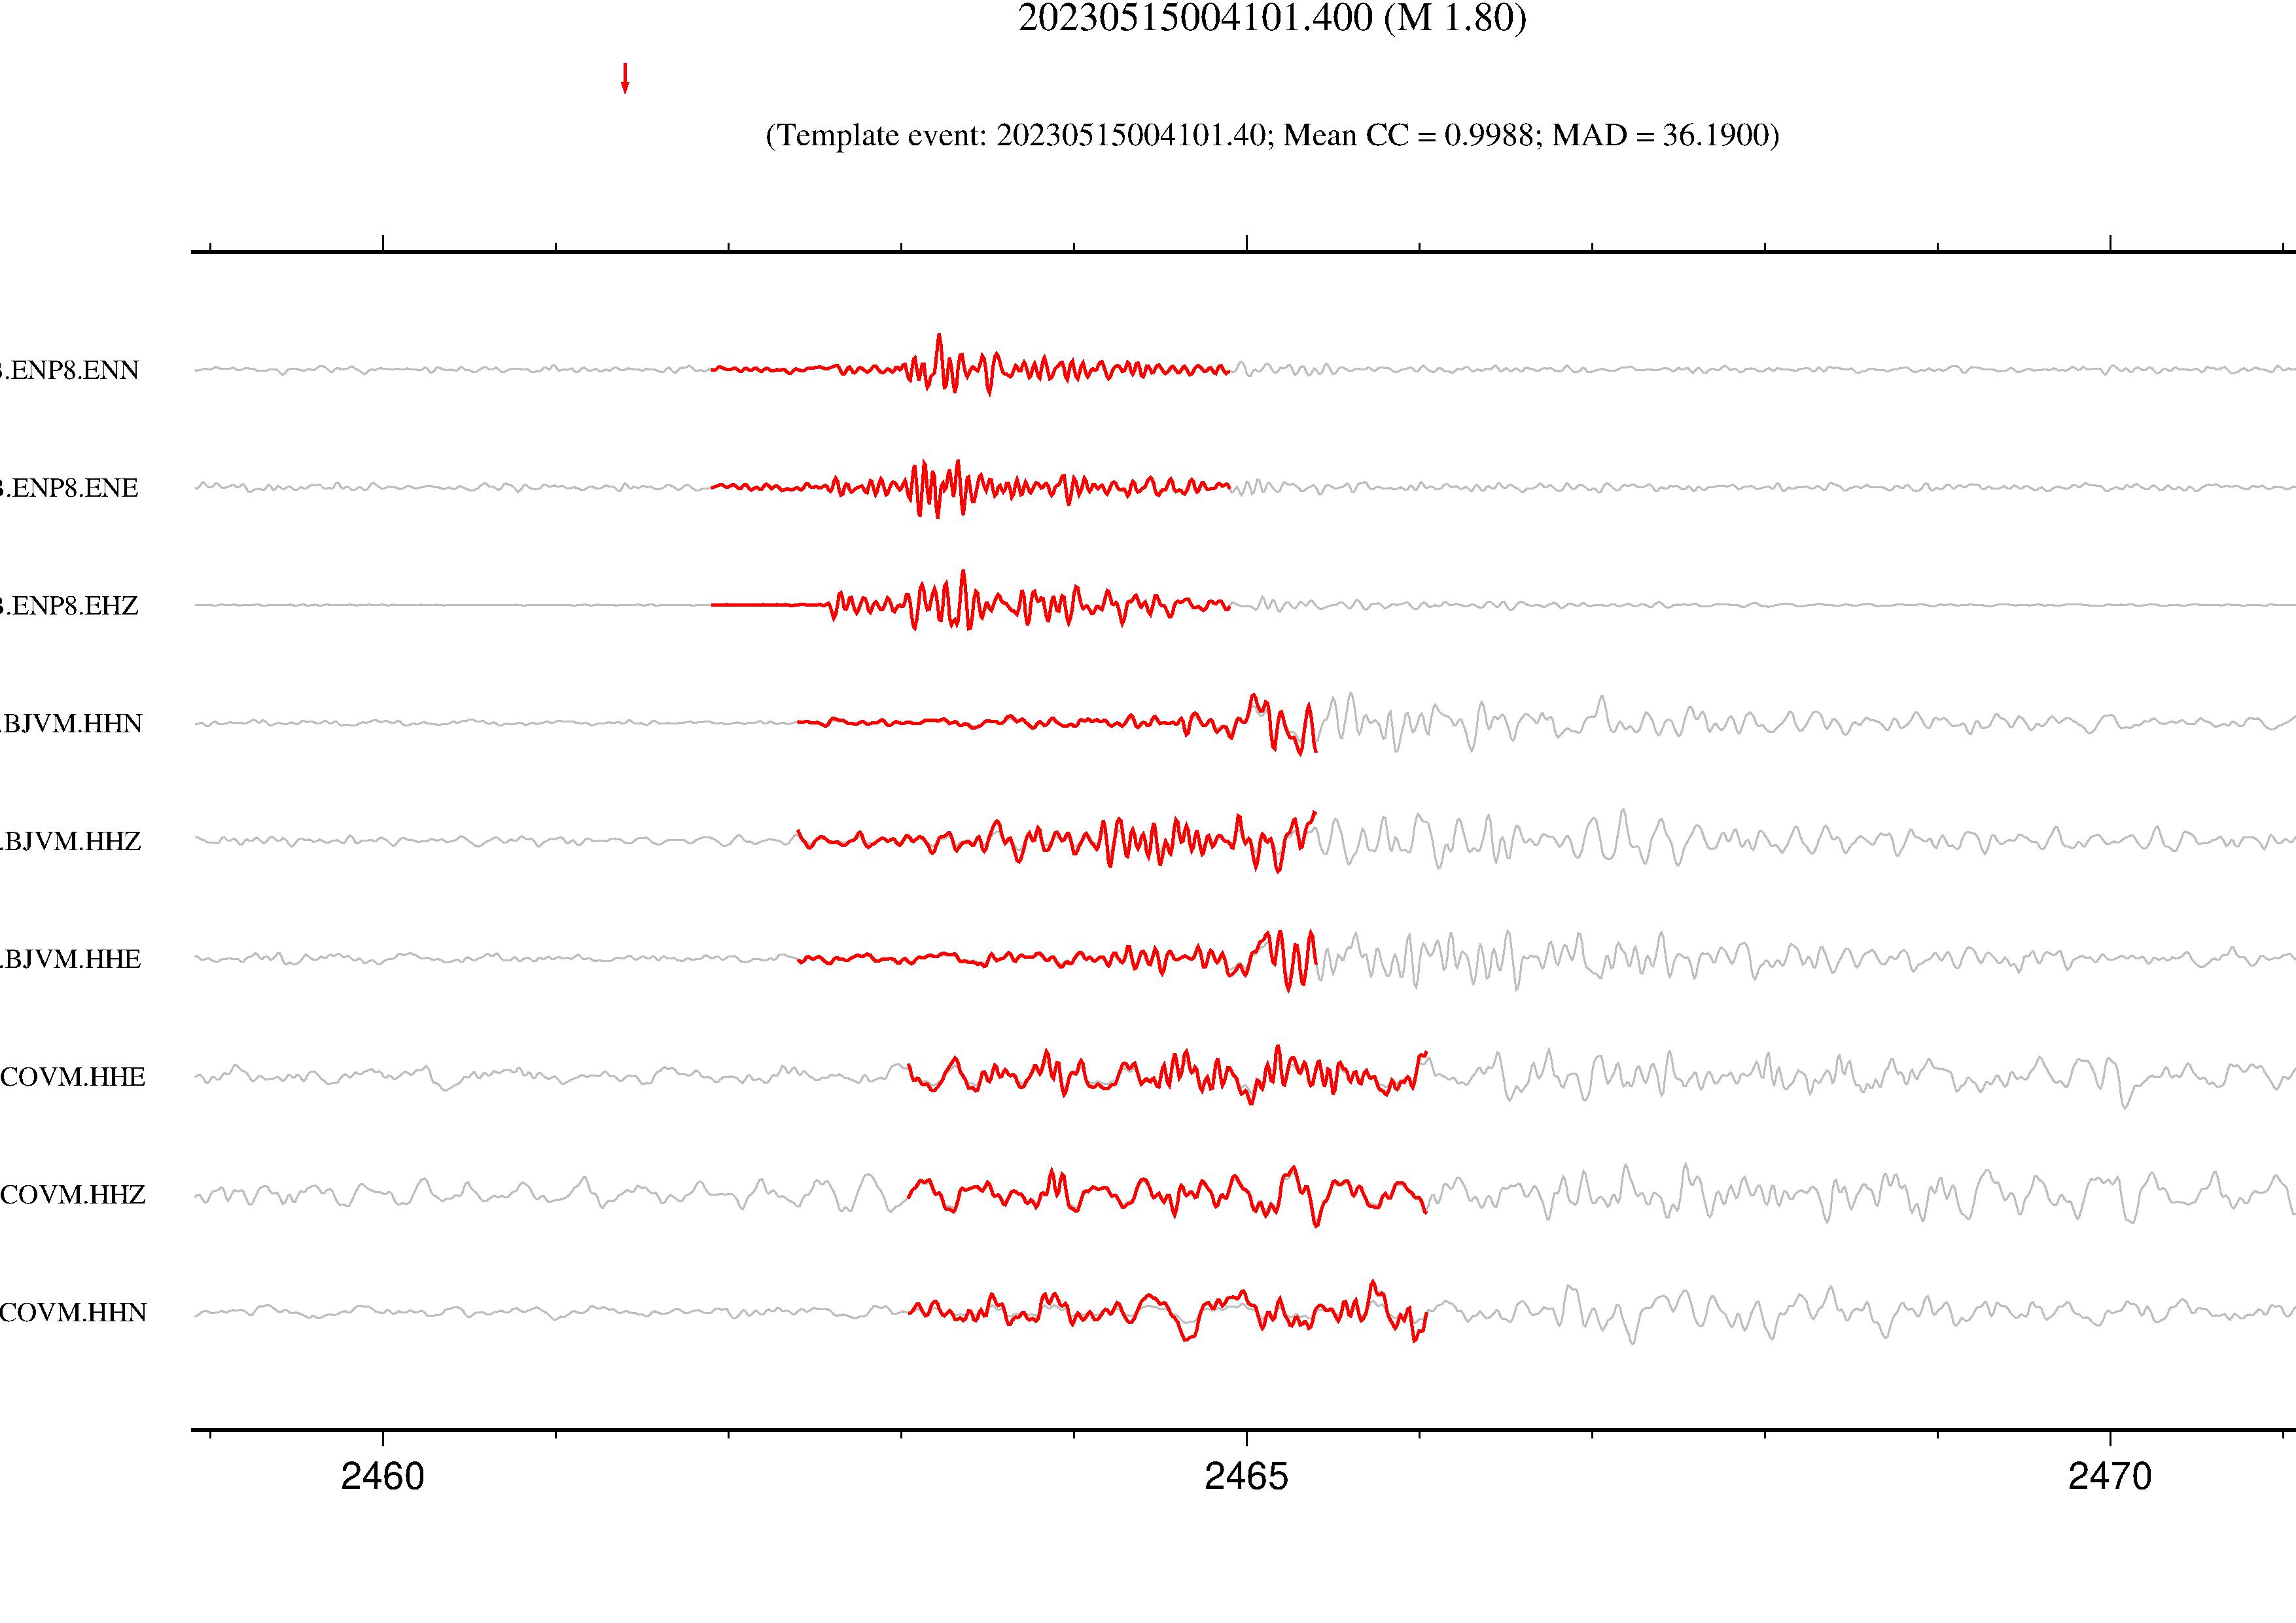 20230515004101.400 (M 1.80)
(Template event: 20230515004101.40; Mean CC = 0.9988; MAD = 36.1900)
.ENP8.ENN
.ENP8.ENE
.ENP8.EHZ
.BJVM.HHN
.BJVM.HHZ
.BJVM.HHE
COVM.HHE
COVM.HHZ
COVM.HHN
2460 2465 2470